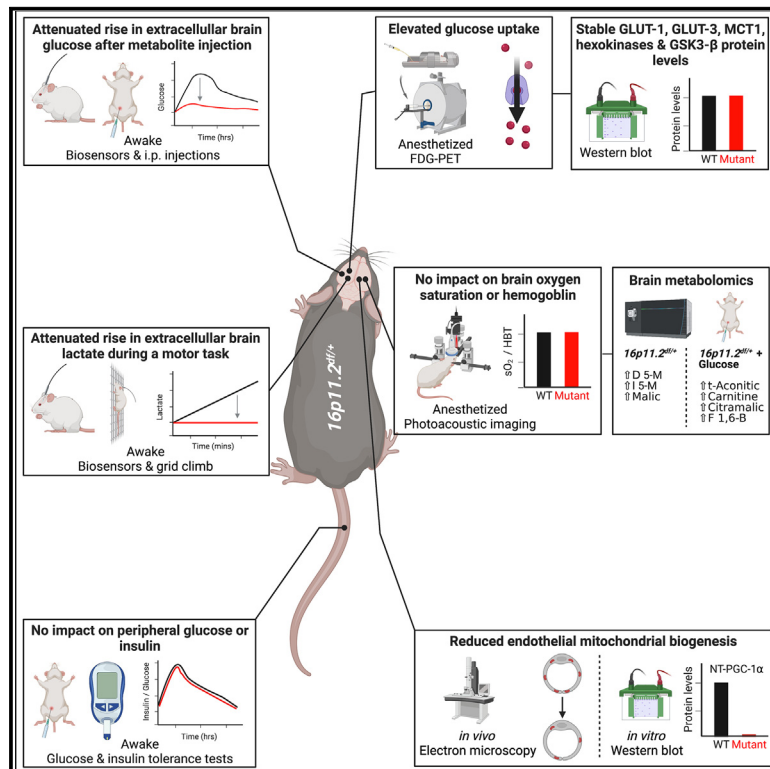 Attenuated rise in extracellular brain
glucose after metabolite injection
Glucose
Time (hrs)
Awake
Biosensors & i.p. injections
Elevated glucose uptake
Anesthetized
FDG-PET
Stable GLUT-1, GLUT-3, MCT1,
hexokinases & GSK3-β protein
levels
Western blot
Protein levels
WT Mutant
Attenuated rise in extracellular brain
lactate during a motor task
Lactate
Time (mins)
Awake
Biosensors & grid climb
16p11.2df/+
No impact on brain oxygen
saturation or hemogoblin
sO2 / HBT
WT Mutant
Anesthetized
Photoacoustic imaging
Brain metabolomics
16p11.2df/+
⇧D 5-M
⇧I 5-M
⇧Malic
16p11.2df/+ +
Glucose
⇧t-Aconitic
⇧Carnitine
⇧Citramalic
⇧F 1,6-B
No impact on peripheral glucose or
insulin
Insulin / Glucose
Time (hrs)
Awake
Glucose & insulin tolerance tests
Reduced endothelial mitochondrial biogenesis
in vivo
Electron microscopy
in vitro
Western blot
NT-PGC-1α
Protein levels
WT Mutant